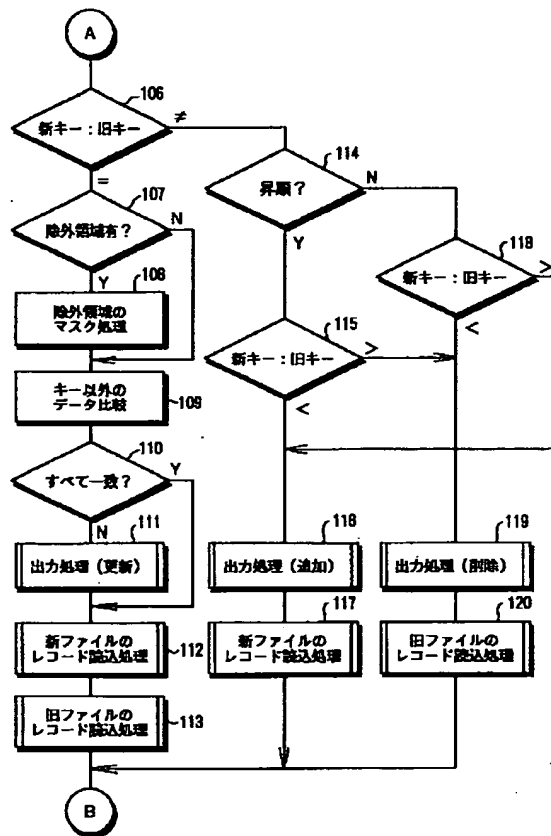 A
106
新キー:旧キー
≠
=
107
除外領域有?
N
Y
108
除外領域の
マスク処理
キー以外の
データ比較
109
110
すべて一致?
Y
N
111
出力処理(更新)
新ファイルの
レコード読込処理
112
旧ファイルの
レコード読込処理
113
B
114
昇順?
N
Y
115
新キー:旧キー
>
<
118
新キー:旧キー
>
<
116
出力処理(追加)
117
新ファイルの
レコード読込処理
119
出力処理(削除)
120
旧ファイルの
レコード読込処理